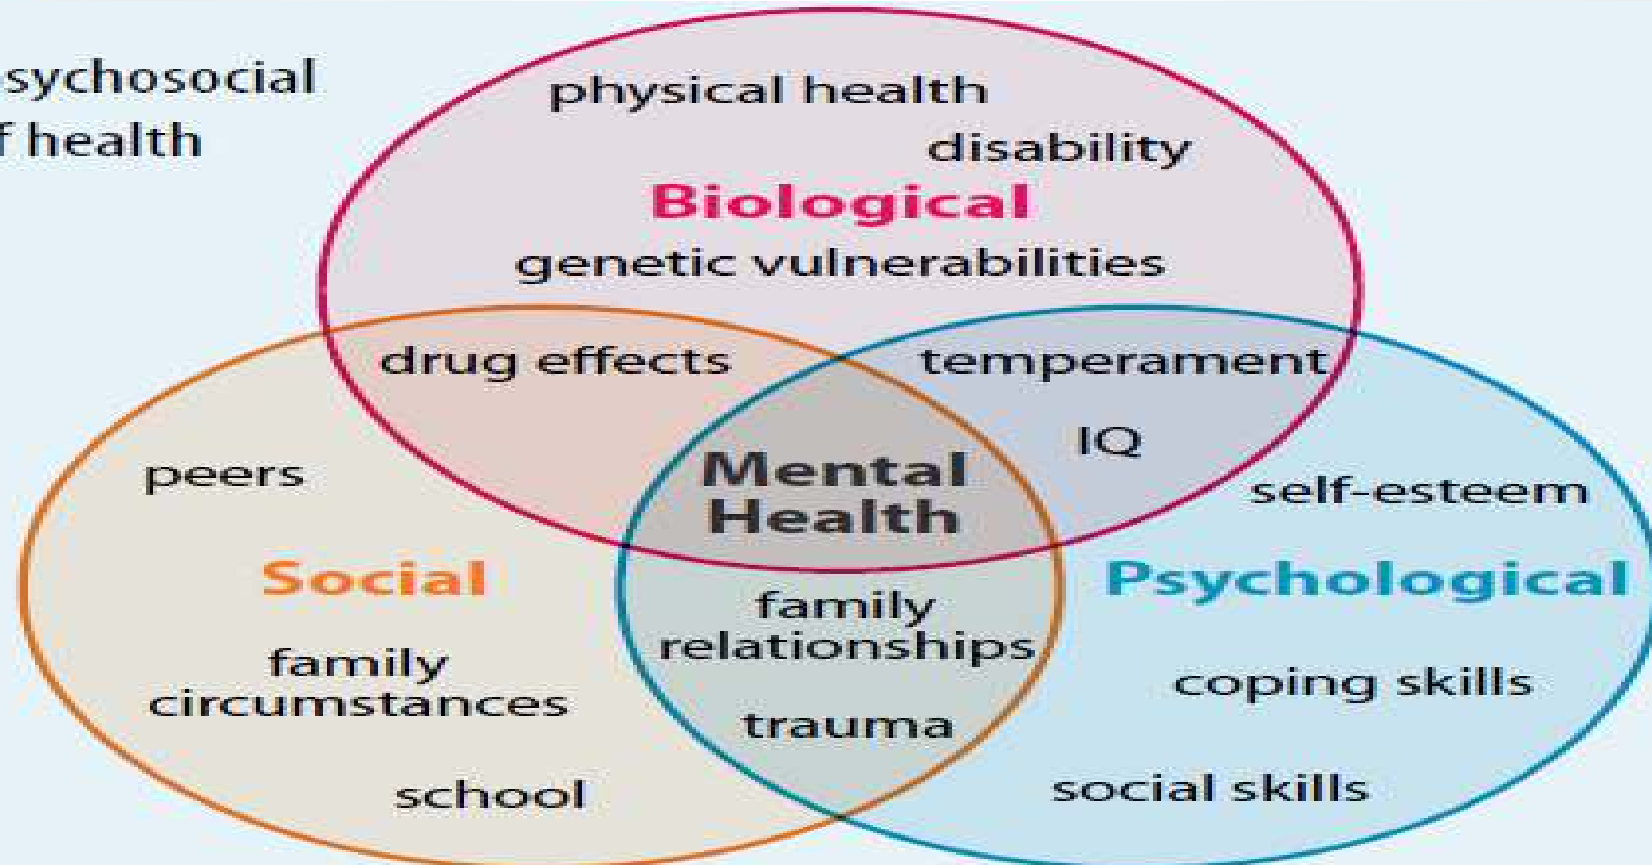 sychosocial
f health
physical health
disability
Biological
genetic vulnerabilities
drug effects
temperament
IQ
Mental
Health
peers
self-esteem
Social
Psychological
family
relationships
family
circumstances
coping skills
trauma
school
social skills